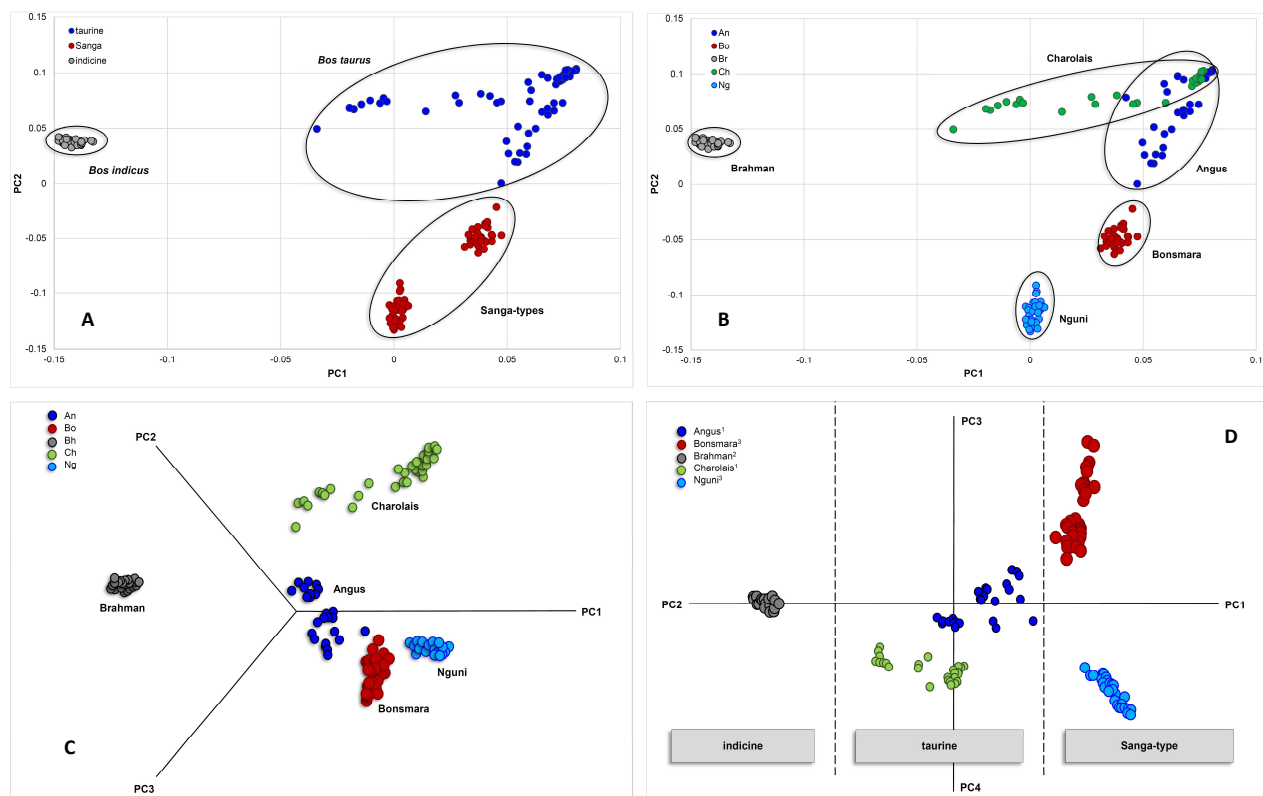 0.15
0.1
0.05
0
-0.05
-0.1
-0.15
PC2
taurine
Sanga
indicine
Bos taurus
Bos indicus
Sanga-types
A
-0.15 -0.1 -0.05 0 0.05 0.1
PC1
0.15
0.1
0.05
0
-0.05
-0.1
-0.15
PC2
An
Bo
Br
Ch
Ng
Charolais
Brahman
Angus
Bonsmara
Nguni
B
-0.15 -0.1 -0.05 0 0.05 0.1
PC1
An
Bo
Bh
Ch
Ng
PC2
Charolais
Brahman
Angus
PC1
Nguni
Bonsmara
C
PC3
Angus¹
Bonsmara³
Brahman²
Charolais¹
Nguni³
PC3
D
PC2
PC1
indicine
taurine
Sanga-type
PC4